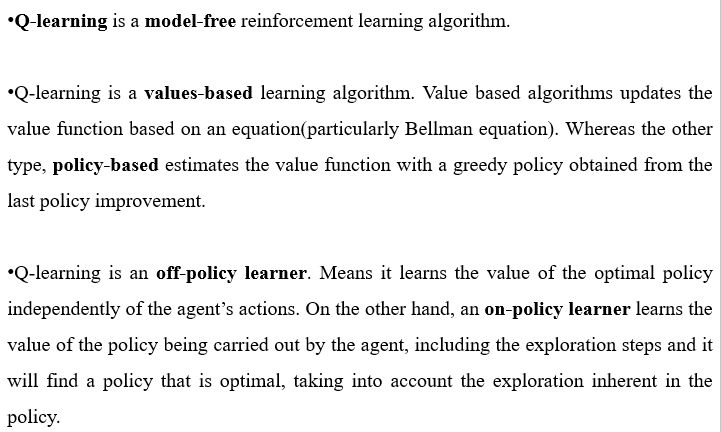 •Q-learning is a model-free reinforcement learning algorithm.
•Q-learning is a values-based learning algorithm. Value based algorithms updates the
value function based on an equation(particularly Bellman equation). Whereas the other
type, policy-based estimates the value function with a greedy policy obtained from the
last policy improvement.
•Q-learning is an off-policy learner. Means it learns the value of the optimal policy
independently of the agent’s actions. On the other hand, an on-policy learner learns the
value of the policy being carried out by the agent, including the exploration steps and it
will find a policy that is optimal, taking into account the exploration inherent in the
policy.